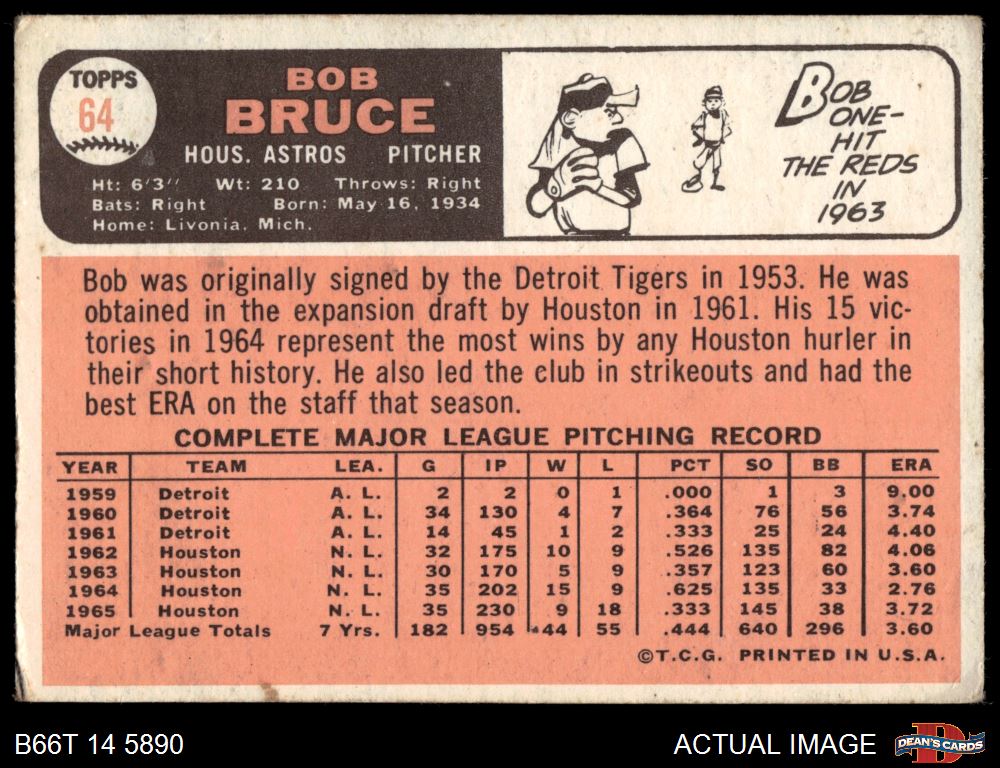 TOPPS
64
BOB
BRUCE
HOUS. ASTROS PITCHER
Ht: 6'3" Wt: 210 Throws: Right
Bats: Right Born: May 16, 1934
Home: Livonia, Mich.
BOB
ONE-
HIT
THE REDS
IN
1963
Bob was originally signed by the Detroit Tigers in 1953. He was
obtained in the expansion draft by Houston in 1961. His 15 vic-
tories in 1964 represent the most wins by any Houston hurler in
their short history. He also led the club in strikeouts and had the
best ERA on the staff that season.
COMPLETE MAJOR LEAGUE PITCHING RECORD
YEAR TEAM LEA. G IP W L PCT SO BB ERA
1959 Detroit A. L. 2 2 0 1 .000 1 3 9.00
1960 Detroit A. L. 34 130 4 7 .364 76 56 3.74
1961 Detroit A. L. 14 45 1 2 .333 25 24 4.40
1962 Houston N. L. 32 175 10 9 .526 135 82 4.06
1963 Houston N. L. 30 170 5 9 .357 123 60 3.60
1964 Houston N. L. 35 202 15 9 .625 135 33 2.76
1965 Houston N. L. 35 230 9 18 .333 145 38 3.72
Major League Totals 7 Yrs. 182 954 44 55 .444 640 296 3.60
©T.C.G. PRINTED IN U.S.A.
B66T 14 5890
ACTUAL IMAGE
DEAN'S CARDS